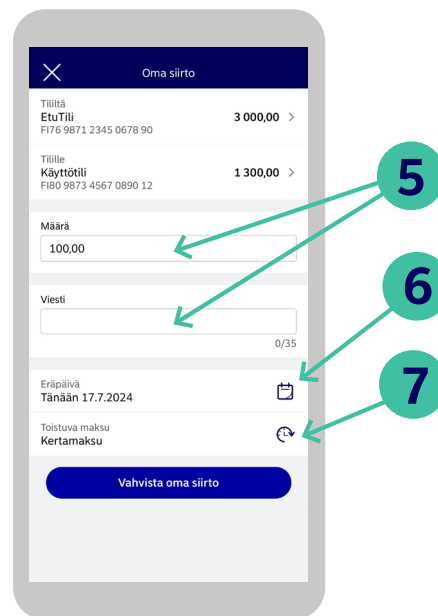 Oma siirto
Tililtä
EtuTili 3 000,00
FI76 9871 2345 0678 90
Tilille
Käyttötili 1 300,00
FI80 9873 4567 0890 12
5
Määrä
100,00
6
Viesti
0/35
7
Eräpäivä
Tänään 17.7.2024
Toistuva maksu
Kertamaksu
Vahvista oma siirto